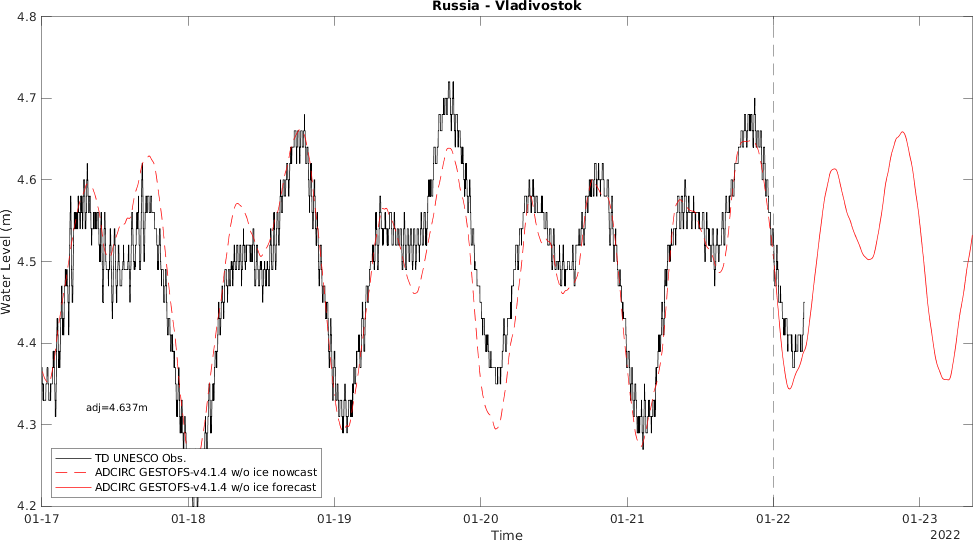 Russia - Vladivostok
4.8
4.7
4.6
4.5
4.4
4.3
4.2
Water Level (m)
adj=4.637m
TD UNESCO Obs.
ADCIRC GESTOFS-v4.1.4 w/o ice nowcast
ADCIRC GESTOFS-v4.1.4 w/o ice forecast
01-17 01-18 01-19 01-20 01-21 01-22 01-23
Time
2022